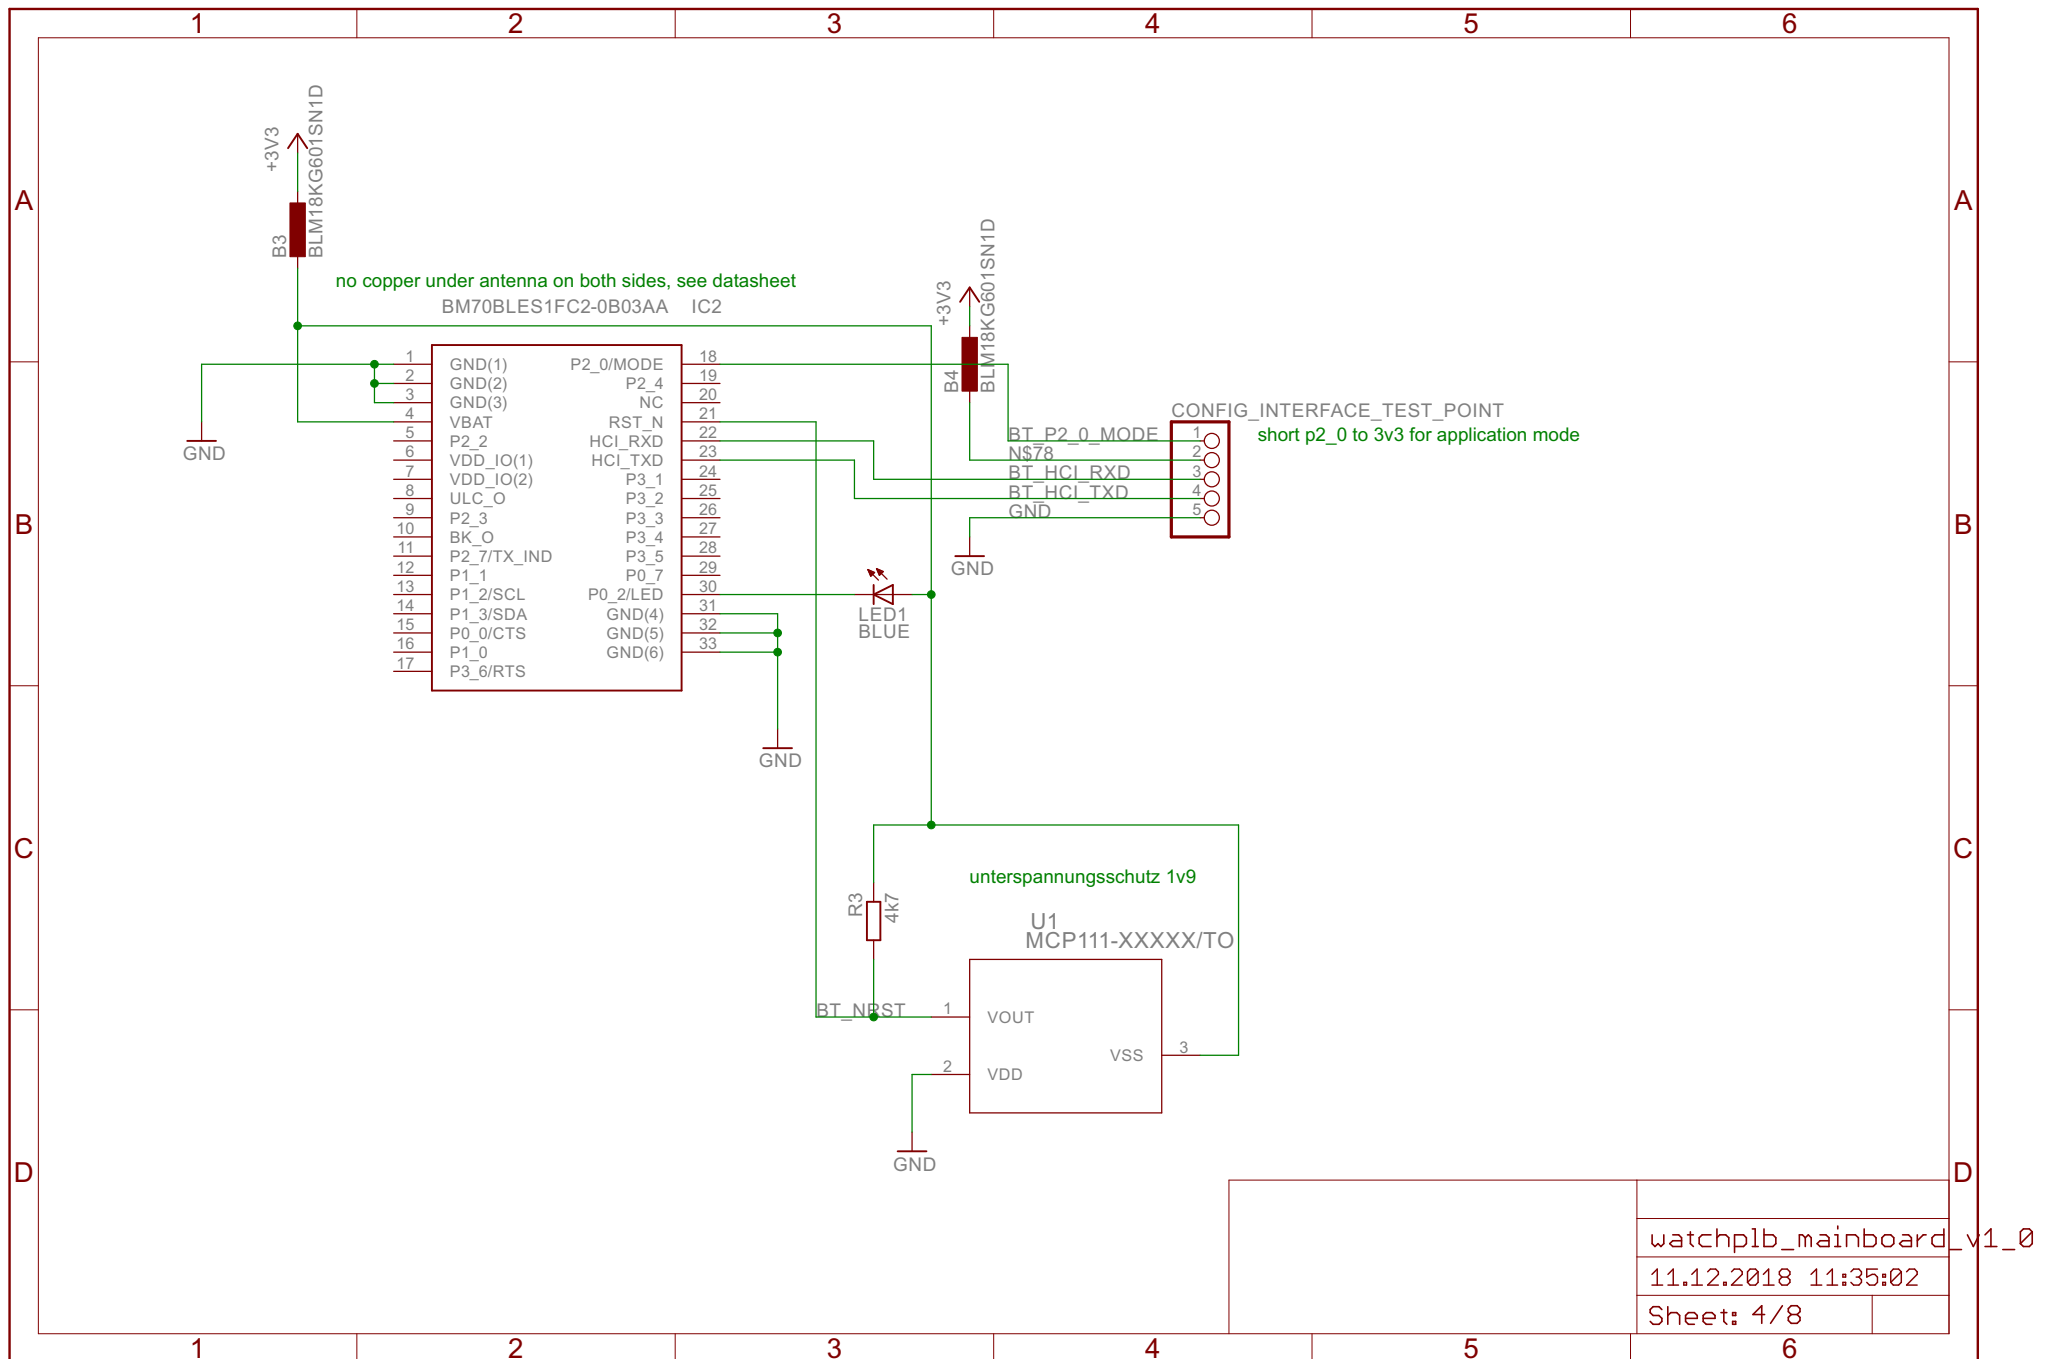 1 2 3 4 5 6
A A
+3V3
BLM18KG601SN1D
B3
no copper under antenna on both sides, see datasheet
BM70BLES1FC2-0B03AA IC2
+3V3
BLM18KG601SN1D
B4
1 GND(1) P2_0/MODE 18
2 GND(2) P2_4 19
3 GND(3) NC 20
4 VBAT RST_N 21
5 P2_2 HCI_RXD 22
6 VDD_IO(1) HCI_TXD 23
7 VDD_IO(2) P3_1 24
8 ULC_O P3_2 25
9 P2_3 P3_3 26
10 BK_O P3_4 27
11 P2_7/TX_IND P3_5 28
12 P1_1 P0_7 29
13 P1_2/SCL P0_2/LED 30
14 P1_3/SDA GND(4) 31
15 P0_0/CTS GND(5) 32
16 P1_0 GND(6) 33
17 P3_6/RTS
GND
CONFIG_INTERFACE_TEST_POINT
short p2_0 to 3v3 for application mode
BT_P2_0_MODE 1
N$78 2
BT_HCI_RXD 3
BT_HCI_TXD 4
GND 5
B B
GND
LED1
BLUE
GND
C C
unterspannungsschutz 1v9
R3
4k7
U1
MCP111-XXXXX/TO
BT_NRST 1 VOUT
VSS 3
2 VDD
GND
D D
watchplb_mainboard_v1_0
11.12.2018 11:35:02
Sheet: 4/8
1 2 3 4 5 6